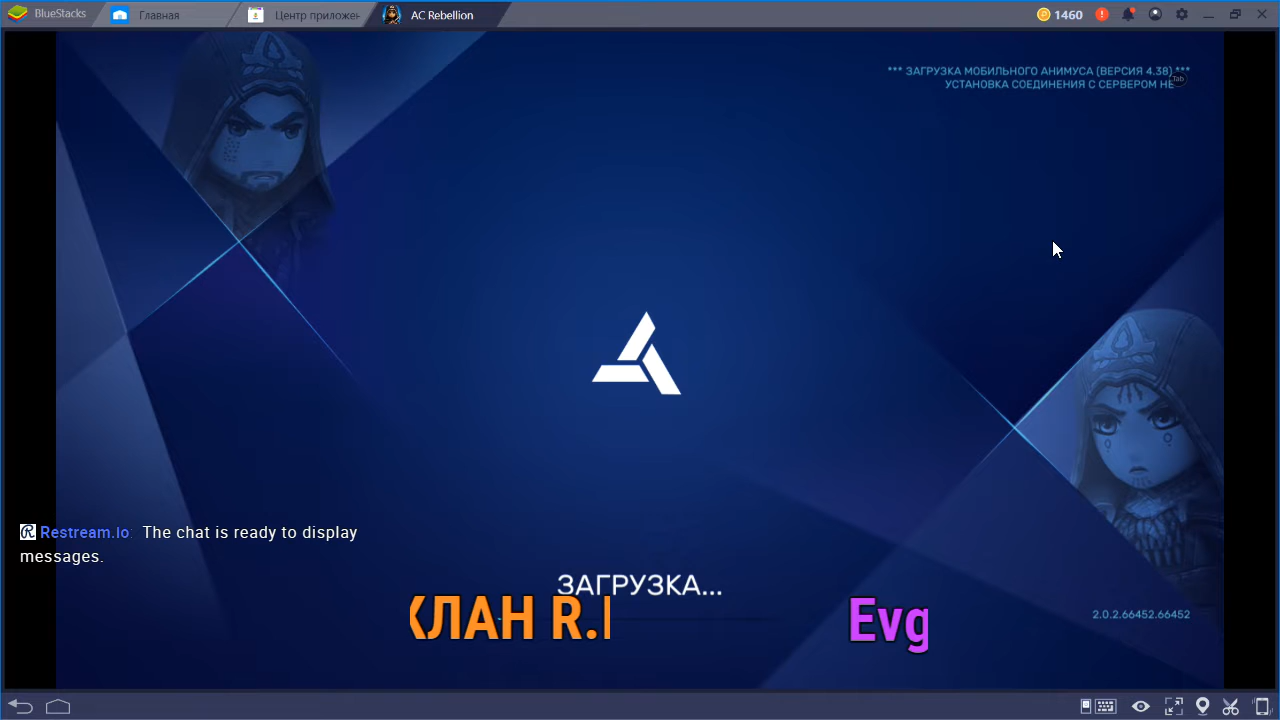 BlueStacks
Главная
Центр приложен
AC Rebellion
1460
*** ЗАГРУЗКА МОБИЛЬНОГО АНИМУСА (ВЕРСИЯ 4.38) ***
УСТАНОВКА СОЕДИНЕНИЯ С СЕРВЕРОМ НЕ
Tab
Restream.Io: The chat is ready to display
messages.
ЗАГРУЗКА...
КЛАН R.I
Evg
2.0.2.66452.66452